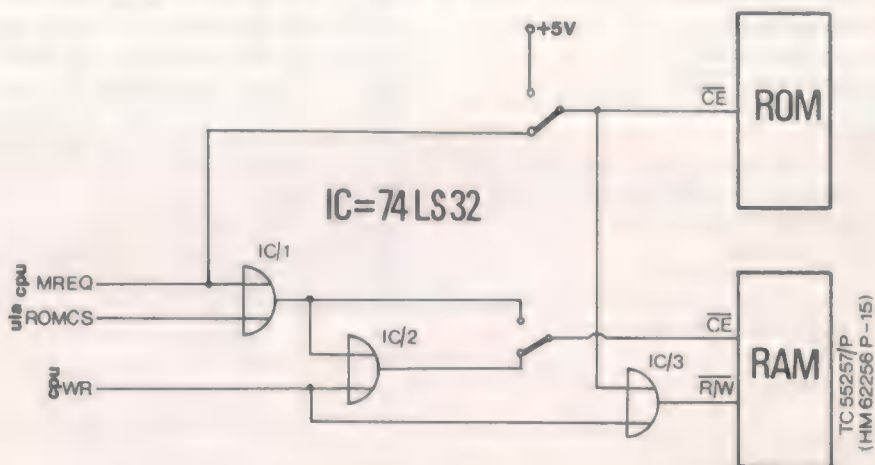 +5V
CE
ROM
IC=74LS32
IC/1
cpu MREQ
ula ROMCS
IC/2
CE
RAM
IC/3
cpu WR
R/W
TC 55257/P
(HM 62256 P-15)